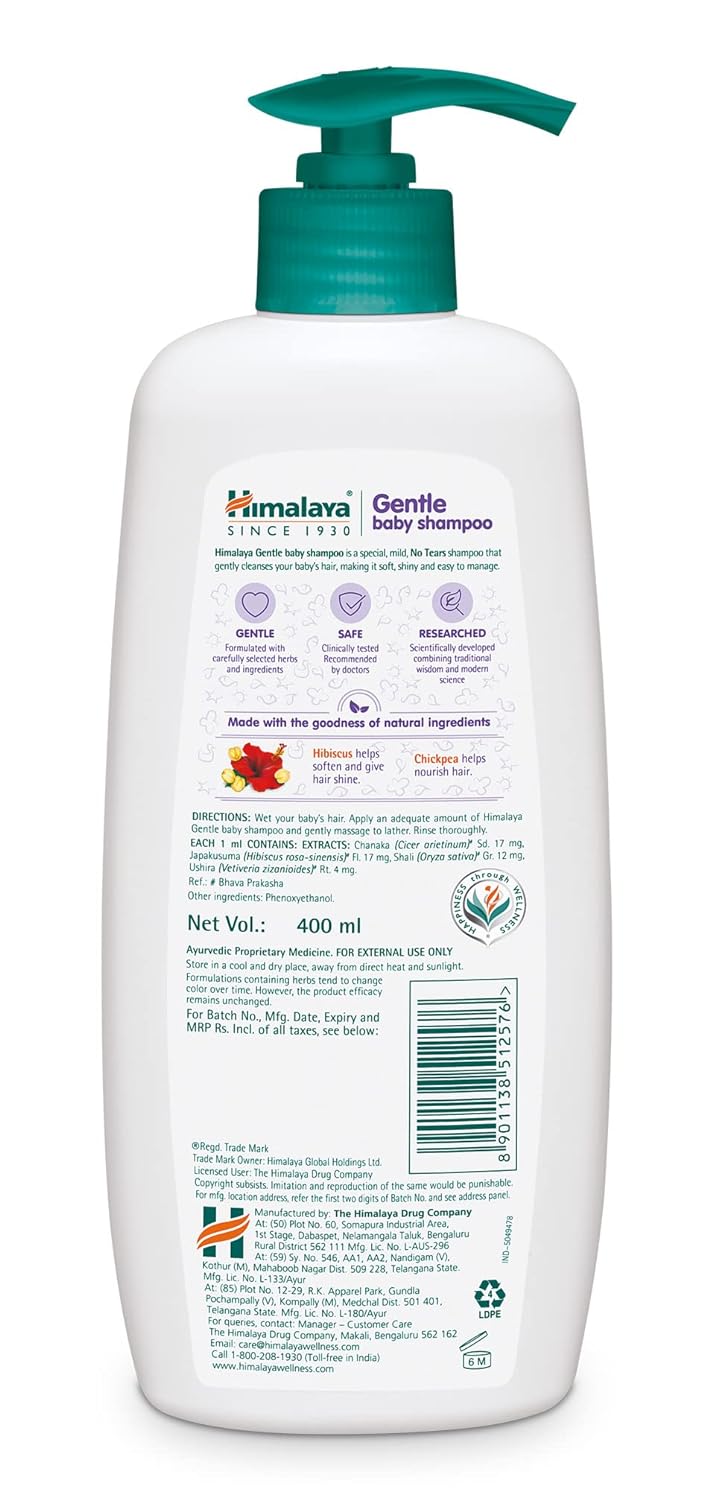 Himalaya®
SINCE 1930
Gentle
baby shampoo
Himalaya Gentle baby shampoo is a special, mild, No Tears shampoo that
gently cleanses your baby's hair, making it soft, shiny and easy to manage.
GENTLE
Formulated with
carefully selected herbs
and ingredients
SAFE
Clinically tested
Recommended
by doctors
RESEARCHED
Scientifically developed
combining traditional
wisdom and modern
science
Made with the goodness of natural ingredients
Hibiscus helps
soften and give
hair shine.
Chickpea helps
nourish hair.
DIRECTIONS: Wet your baby's hair. Apply an adequate amount of Himalaya
Gentle baby shampoo and gently massage to lather. Rinse thoroughly.
EACH 1 ml CONTAINS: EXTRACTS: Chanaka (Cicer arietinum)# Sd. 17 mg,
Japakusuma (Hibiscus rosa-sinensis)# Fl. 17 mg, Shali (Oryza sativa)# Gr. 12 mg,
Ushira (Vetiveria zizanioides)# Rt. 4 mg.
Ref.: # Bhava Prakasha
Other ingredients: Phenoxyethanol.
HAPPINESS through WELLNESS
Net Vol.: 400 ml
Ayurvedic Proprietary Medicine. FOR EXTERNAL USE ONLY
Store in a cool and dry place, away from direct heat and sunlight.
Formulations containing herbs tend to change
color over time. However, the product efficacy
remains unchanged.
For Batch No., Mfg. Date, Expiry and
MRP Rs. Incl. of all taxes, see below:
8 901138 512576 >
®Regd. Trade Mark
Trade Mark Owner: Himalaya Global Holdings Ltd.
Licensed User: The Himalaya Drug Company
Copyright subsists. Imitation and reproduction of the same would be punishable.
For mfg. location address, refer the first two digits of Batch No. and see address panel.
Manufactured by: The Himalaya Drug Company
At: (50) Plot No. 60, Somapura Industrial Area,
1st Stage, Dabaspet, Nelamangala Taluk, Bengaluru
Rural District 562 111 Mfg. Lic. No. L-AUS-296
At: (59) Sy. No. 546, AA1, AA2, Nandigam (V),
Kothur (M), Mahaboob Nagar Dist. 509 228, Telangana State.
Mfg. Lic. No. L-133/Ayur
At: (85) Plot No. 12-29, R.K. Apparel Park, Gundla
Pochampally (V), Kompally (M), Medchal Dist. 501 401,
Telangana State. Mfg. Lic. No. L-180/Ayur
For queries, contact: Manager – Customer Care
The Himalaya Drug Company, Makali, Bengaluru 562 162
Email: care@himalayawellness.com
Call 1-800-208-1930 (Toll-free in India)
www.himalayawellness.com
IND-5049478
4
LDPE
6 M